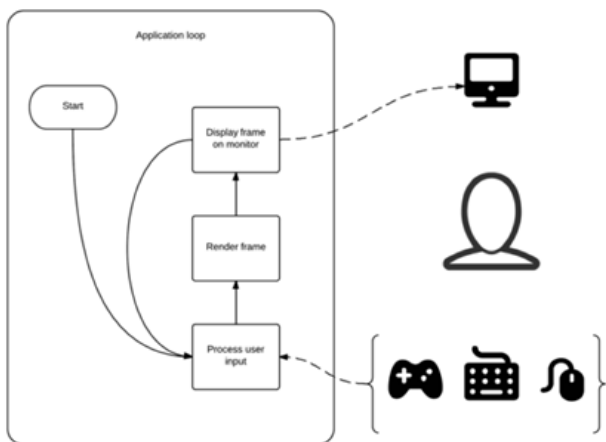 Application loop
Start
Display frame
on monitor
Render frame
Process user
input